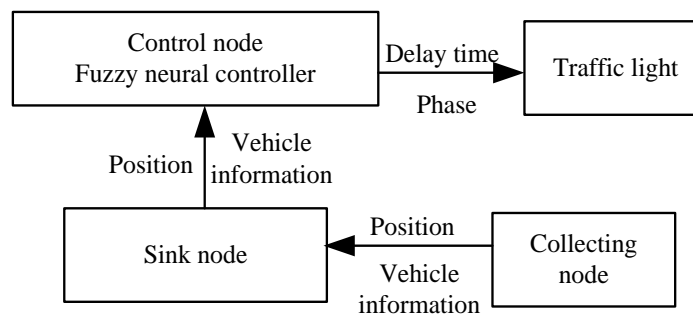 Control node
Fuzzy neural controller
Delay time
Phase
Traffic light
Position
Vehicle
information
Sink node
Position
Vehicle
information
Collecting
node